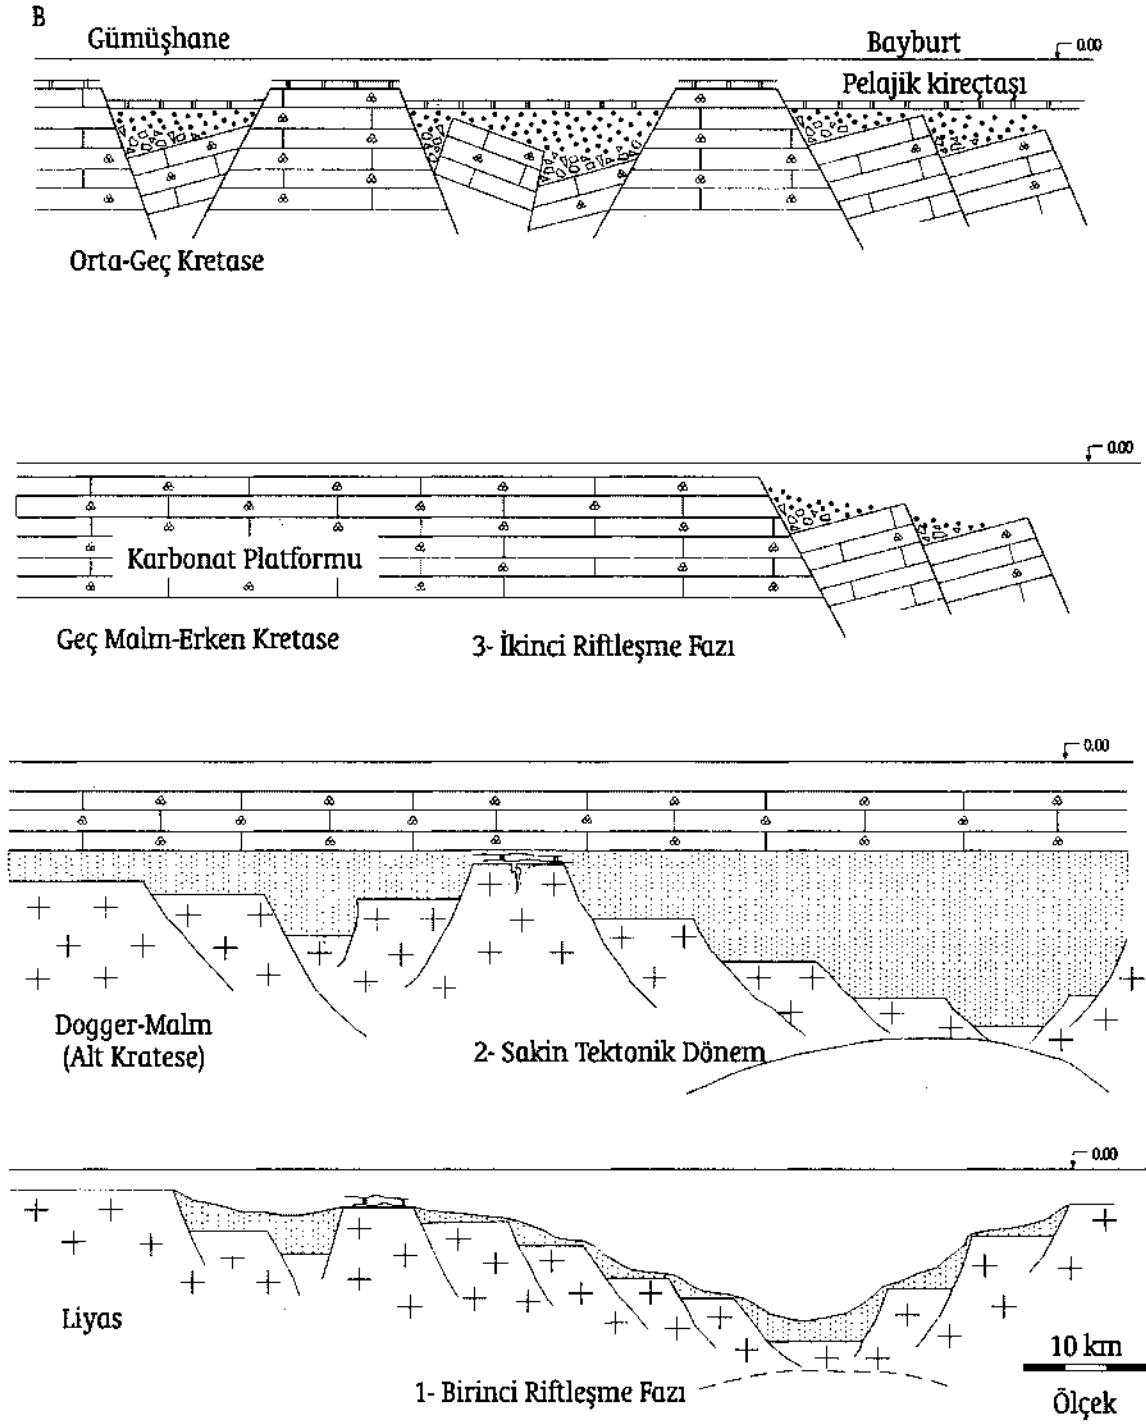 B
Gümüşhane
Bayburt
0.00
Pelajik kireçtaşı
Orta-Geç Kretase
0.00
Karbonat Platformu
Geç Malm-Erken Kretase
3- İkinci Riftleşme Fazı
0.00
Dogger-Malm
(Alt Kratese)
2- Sakin Tektonik Dönem
0.00
Liyas
10 km
1- Birinci Riftleşme Fazı
Ölçek